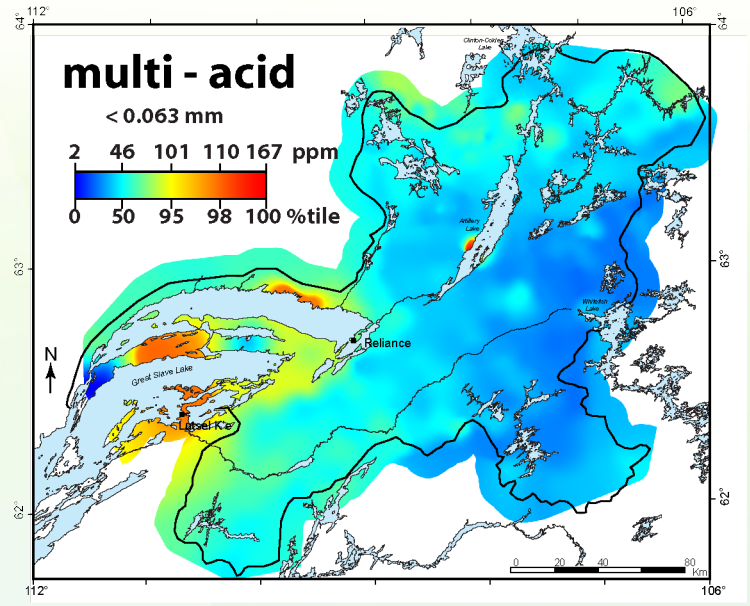 112°
106°
64°
64°
multi - acid
< 0.063 mm
2 46 101 110 167 ppm
0 50 95 98 100 %tile
Clinton-Colden
Lake
Artillery
Lake
63°
63°
Whitefish
Lake
Reliance
N
Great Slave Lake
Lutsel K'e
62°
62°
0 20 40 80
Km
112°
106°